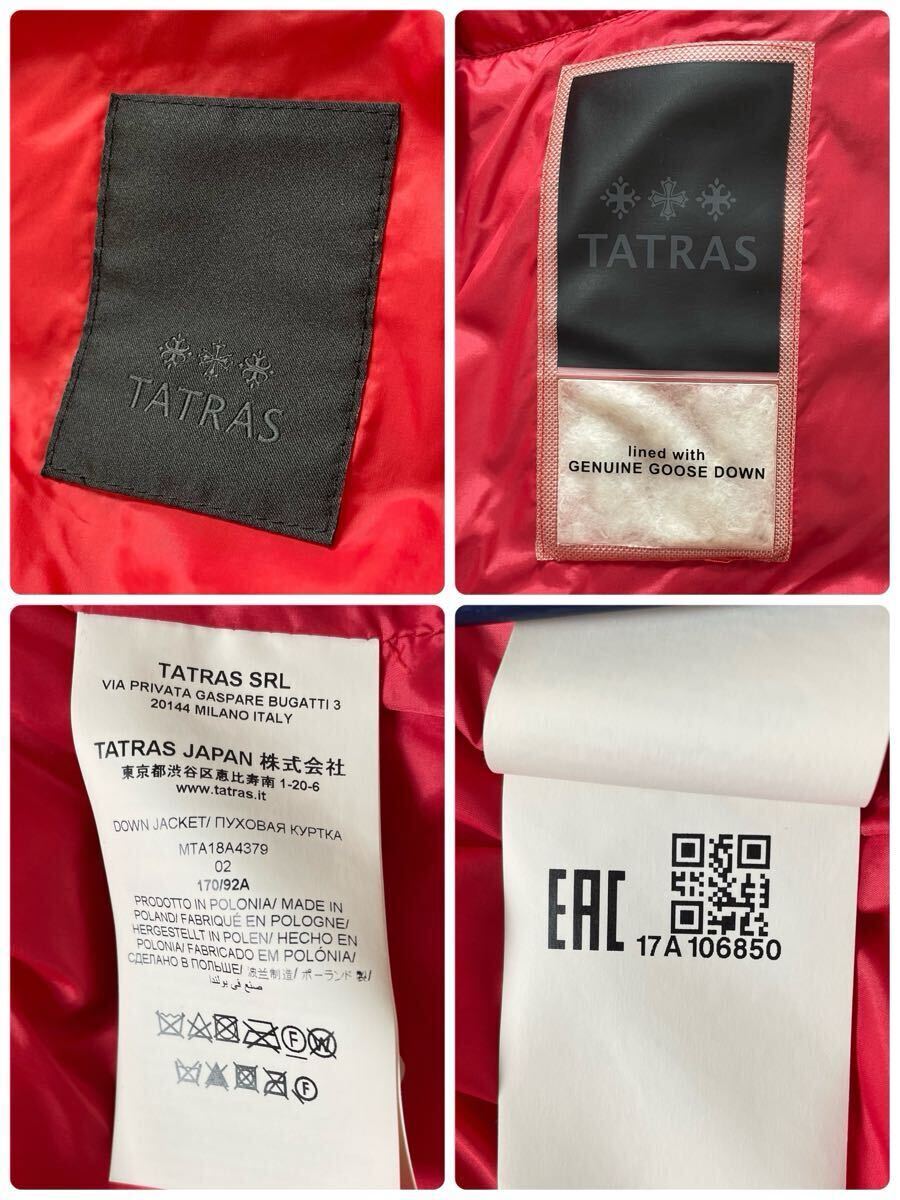 TATRAS
TATRAS
lined with
GENUINE GOOSE DOWN
TATRAS SRL
VIA PRIVATA GASPARE BUGATTI 3
20144 MILANO ITALY
TATRAS JAPAN 株式会社
東京都渋谷区恵比寿南 1-20-6
www.tatras.it
DOWN JACKET/ ПУХОВАЯ КУРТКА
MTA18A4379
02
170/92A
PRODOTTO IN POLONIA/ MADE IN
POLAND/ FABRIQUÉ EN POLOGNE/
HERGESTELLT IN POLEN/ HECHO EN
POLONIA/ FABRICADO EM POLÓNIA/
СДЕЛАНО В ПОЛЬШЕ/ 波兰制造/ ポーランド製/
صنع في بولندا
F W
F
EAC
17A 106850